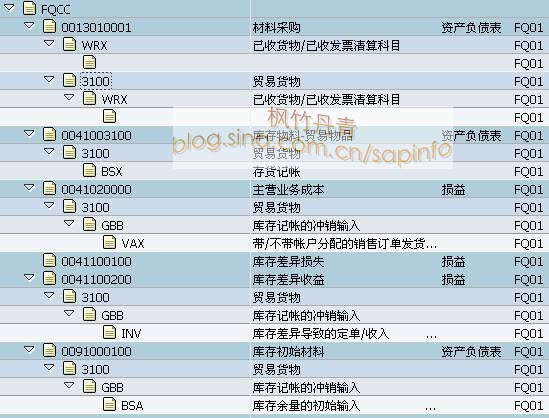 FQCC
0013010001 材料采购 资产负债表 FQ01
WRX 已收货物/已收发票清算科目 FQ01
FQ01
3100 贸易货物 FQ01
WRX 已收货物/已收发票清算科目 FQ01
FQ01
枫竹丹青
blog.sina.com.cn/sapinfo
0041003100 库存物料-贸易物品 资产负债表 FQ01
3100 贸易货物 FQ01
BSX 存货记帐 FQ01
0041020000 主营业务成本 损益 FQ01
3100 贸易货物 FQ01
GBB 库存记帐的冲销输入 FQ01
VAX 带/不带帐户分配的销售订单发货... FQ01
0041100100 库存差异损失 损益 FQ01
0041100200 库存差异收益 损益 FQ01
3100 贸易货物 FQ01
GBB 库存记帐的冲销输入 FQ01
INV 库存差异导致的定单/收入 ... FQ01
0091000100 库存初始材料 资产负债表 FQ01
3100 贸易货物 FQ01
GBB 库存记帐的冲销输入 FQ01
BSA 库存余量的初始输入 ... FQ01